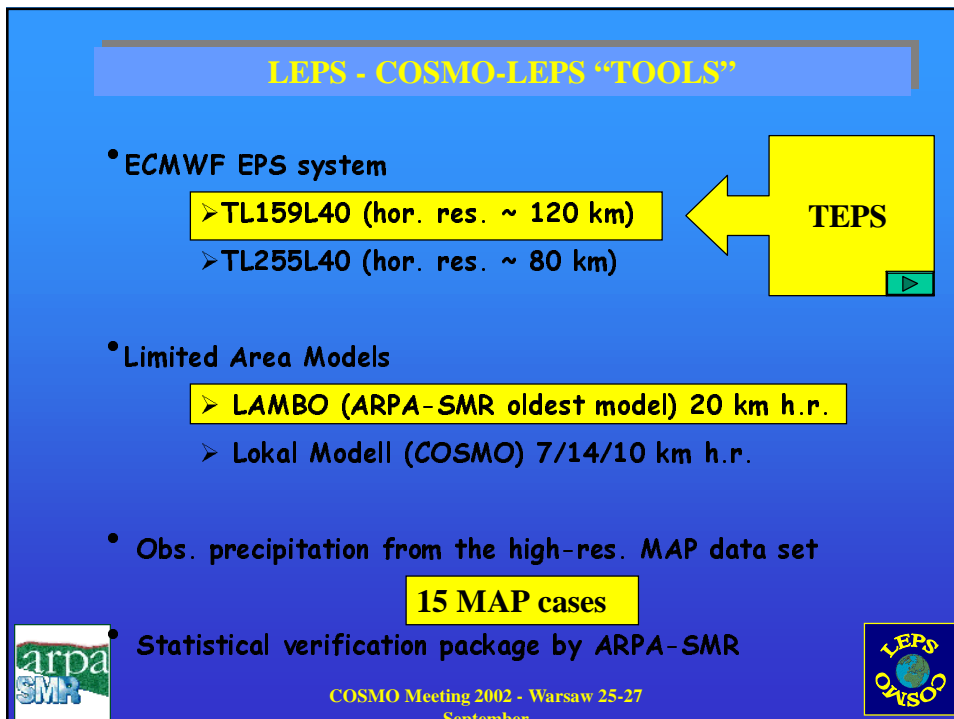 LEPS - COSMO-LEPS “TOOLS”
•ECMWF EPS system
➢TL159L40 (hor. res. ~ 120 km)
TEPS
➢TL255L40 (hor. res. ~ 80 km)
•Limited Area Models
➢ LAMBO (ARPA-SMR oldest model) 20 km h.r.
➢ Lokal Modell (COSMO) 7/14/10 km h.r.
• Obs. precipitation from the high-res. MAP data set
15 MAP cases
• Statistical verification package by ARPA-SMR
arpa
SMR
COSMO Meeting 2002 - Warsaw 25-27
September
LEPS
COSMO